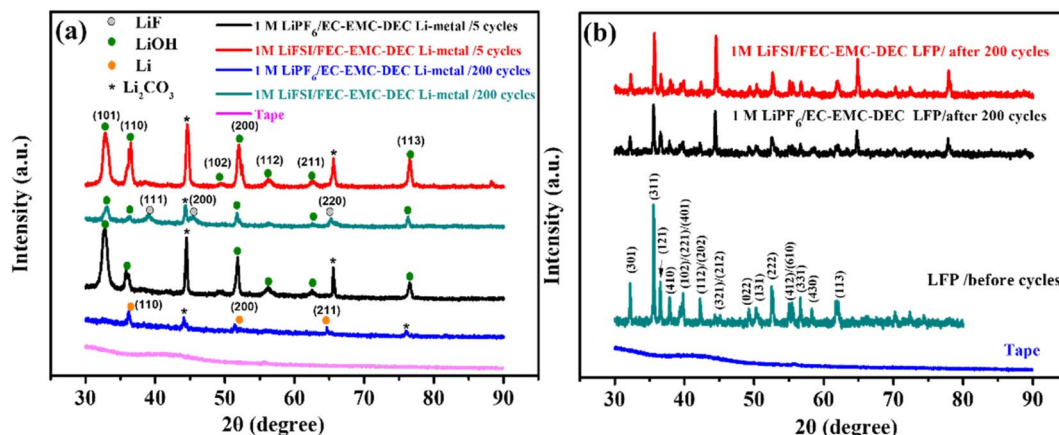 (a)
LiF
LiOH
Li
* Li2CO3
1 M LiPF6/EC-EMC-DEC Li-metal /5 cycles
1M LiFSI/FEC-EMC-DEC Li-metal /5 cycles
1 M LiPF6/EC-EMC-DEC Li-metal /200 cycles
1M LiFSI/FEC-EMC-DEC Li-metal /200 cycles
Tape
(101)
(110)
*
(200)
(102)
(112)
(211)
*
(113)
(111)
*
(200)
(220)
*
*
(110)
*
(200)
(211)
*
Intensity (a.u.)
30 40 50 60 70 80 90
2θ (degree)
(b)
1M LiFSI/FEC-EMC-DEC LFP/ after 200 cycles
1 M LiPF6/EC-EMC-DEC LFP/after 200 cycles
(301)
(311)
(121)
(410)
(102)/(221)/(401)
(112)/(202)
(321)/(212)
(022)
(131)
(222)
(412)/(610)
(331)
(430)
(113)
LFP /before cycles
Tape
Intensity (a.u.)
30 40 50 60 70 80 90
2θ (degree)